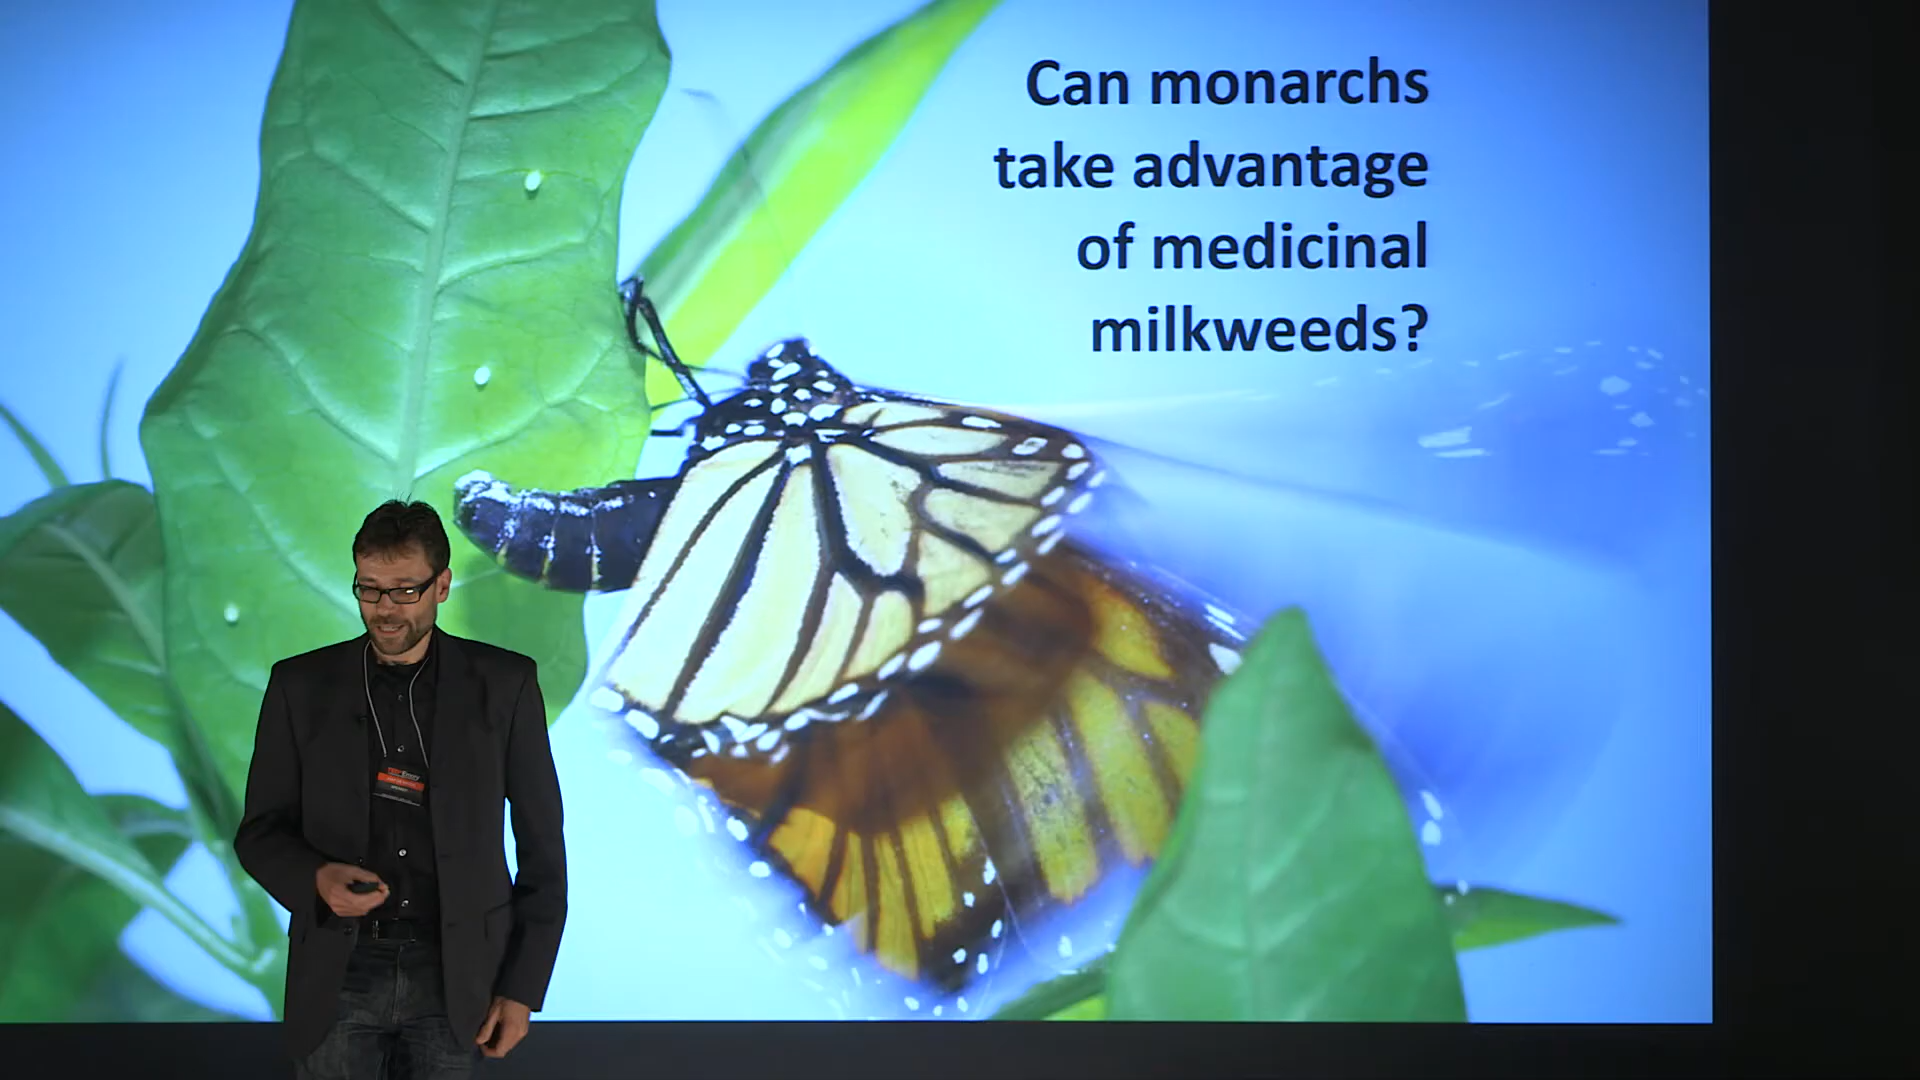 Can monarchs
take advantage
of medicinal
milkweeds?